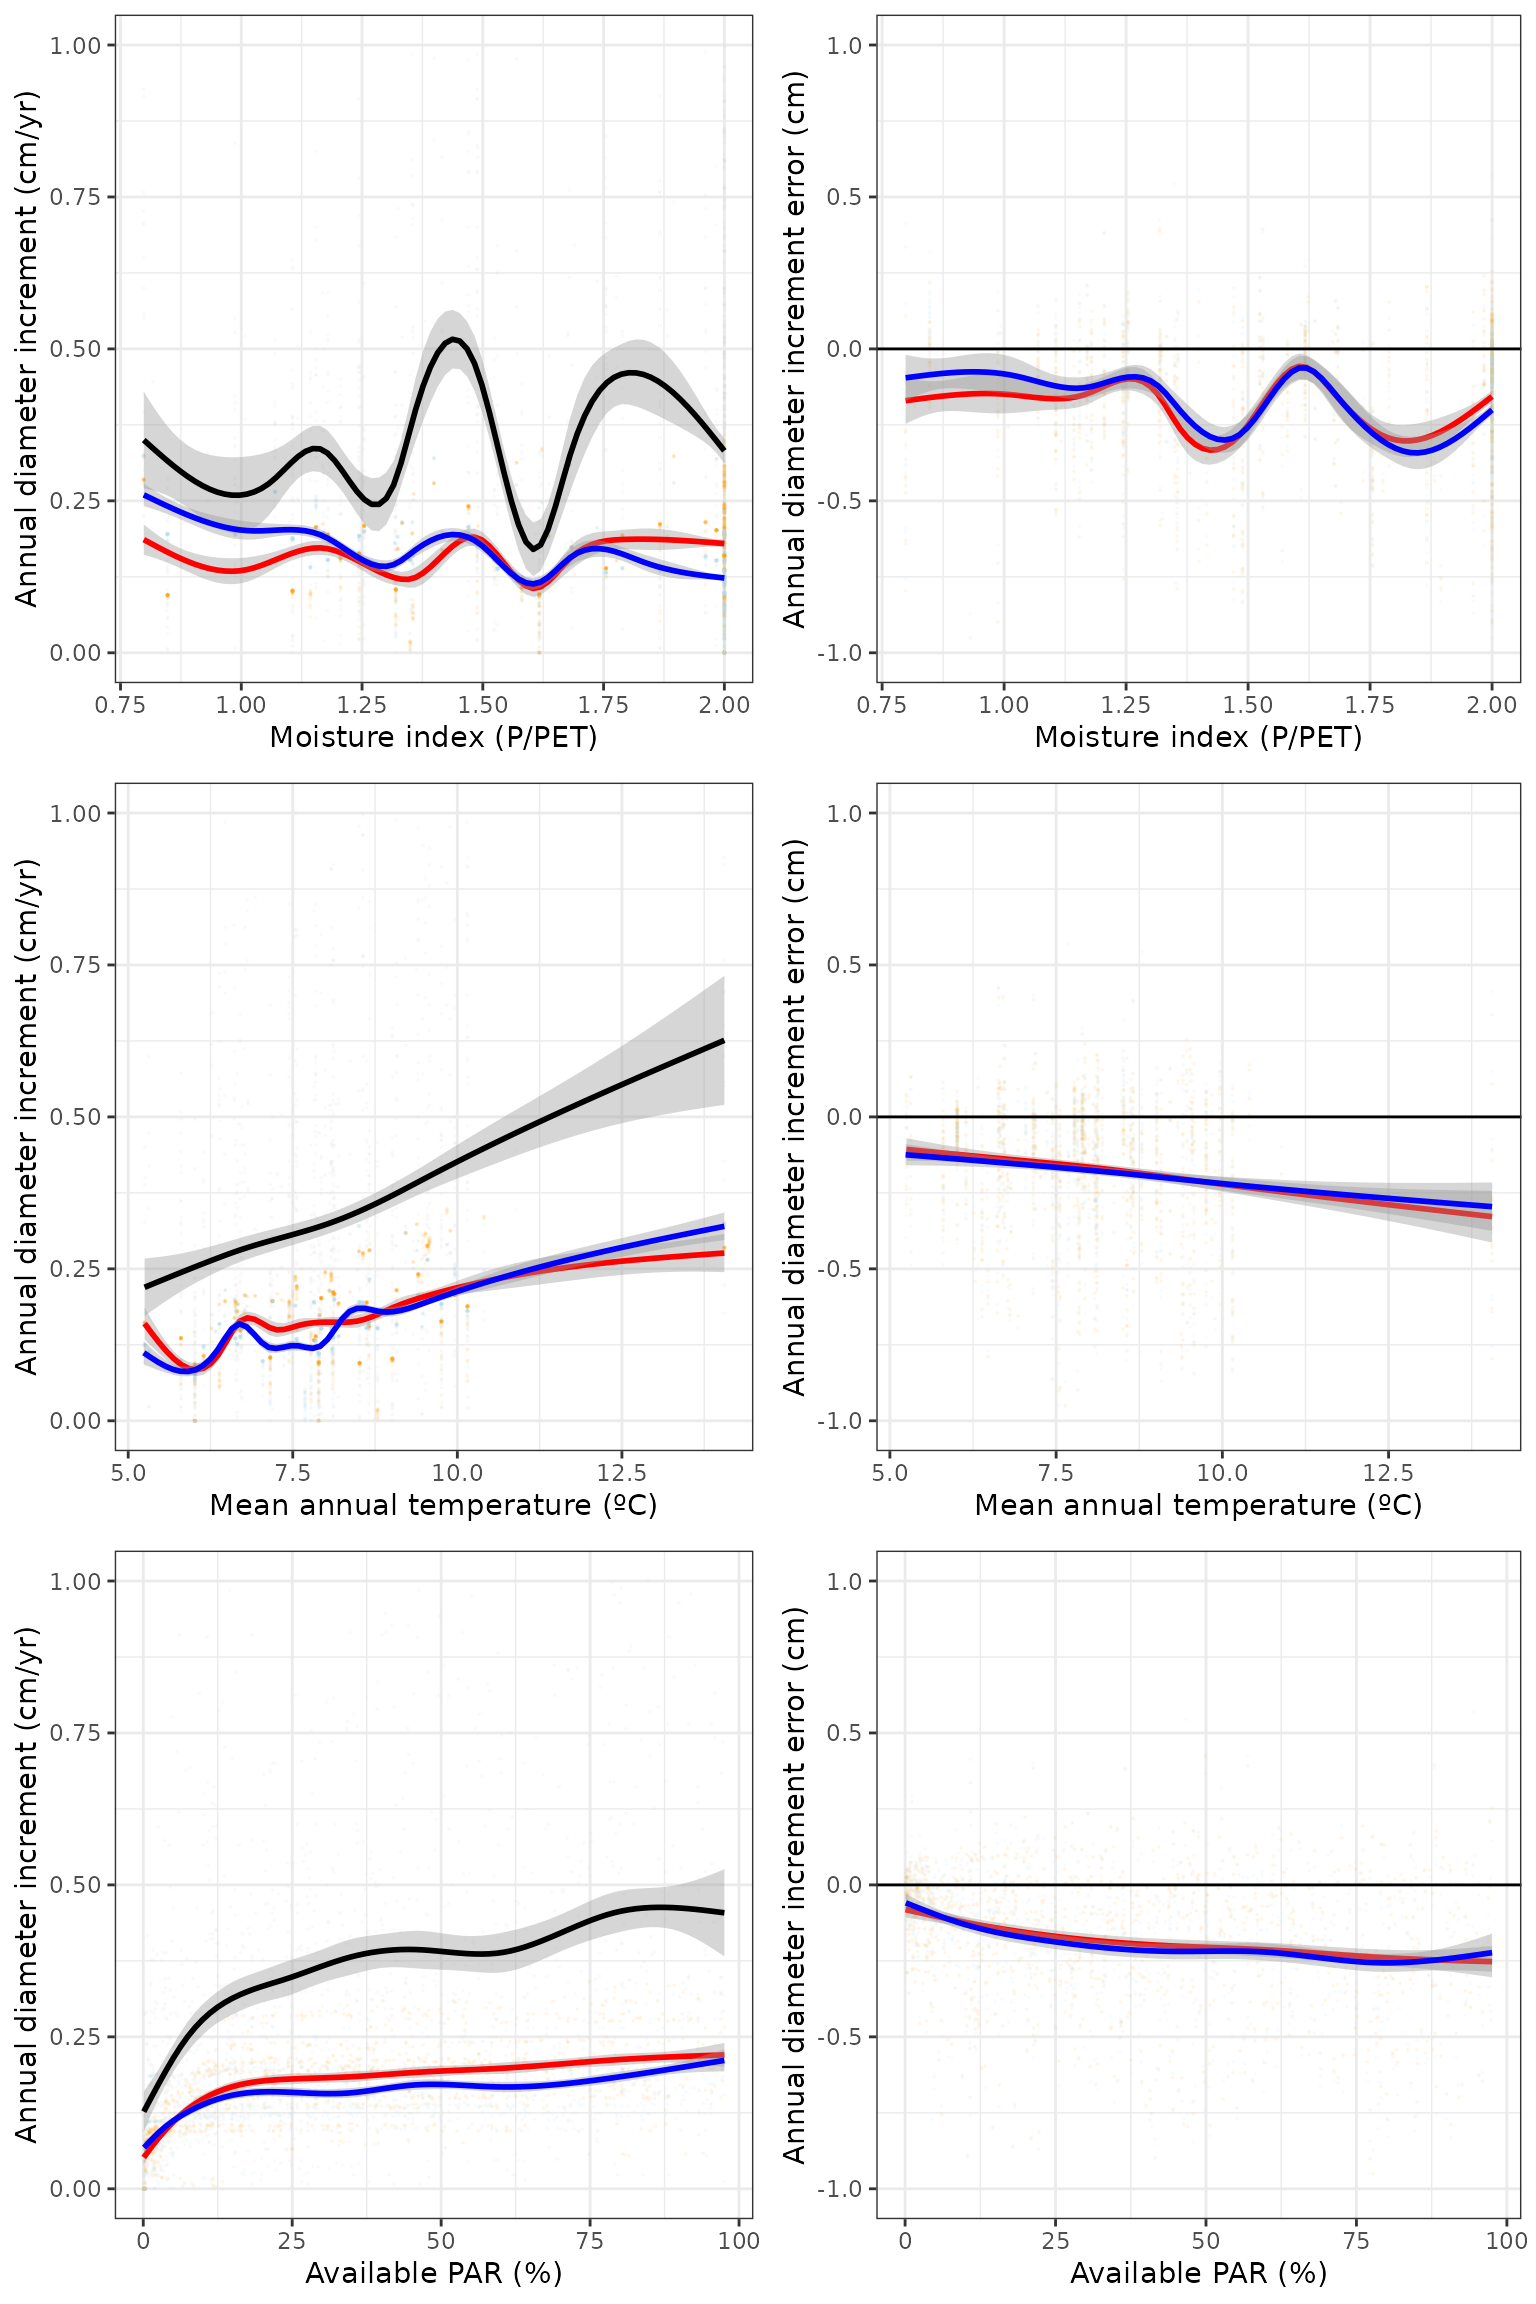 Annual diameter increment (cm/yr)
1.00
0.75
0.50
0.25
0.00
0.75 1.00 1.25 1.50 1.75 2.00
Moisture index (P/PET)
Annual diameter increment error (cm)
1.0
0.5
0.0
-0.5
-1.0
0.75 1.00 1.25 1.50 1.75 2.00
Moisture index (P/PET)
Annual diameter increment (cm/yr)
1.00
0.75
0.50
0.25
0.00
5.0 7.5 10.0 12.5
Mean annual temperature (ºC)
Annual diameter increment error (cm)
1.0
0.5
0.0
-0.5
-1.0
5.0 7.5 10.0 12.5
Mean annual temperature (ºC)
Annual diameter increment (cm/yr)
1.00
0.75
0.50
0.25
0.00
0 25 50 75 100
Available PAR (%)
Annual diameter increment error (cm)
1.0
0.5
0.0
-0.5
-1.0
0 25 50 75 100
Available PAR (%)